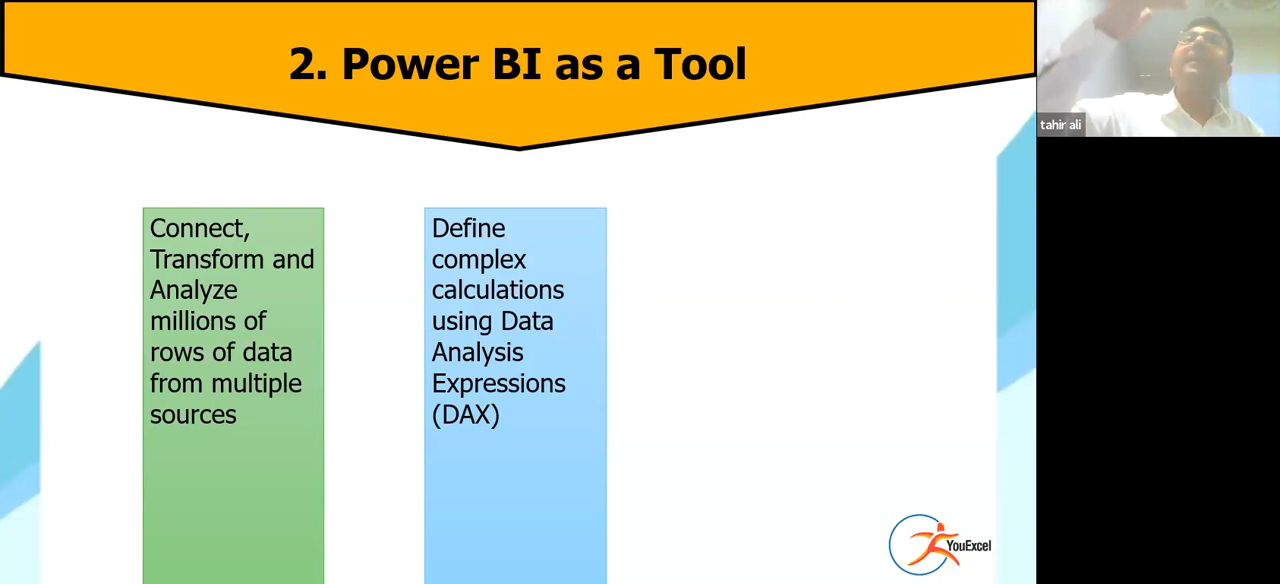 2. Power BI as a Tool
tahir ali
Connect,
Transform and
Analyze
millions of
rows of data
from multiple
sources
Define
complex
calculations
using Data
Analysis
Expressions
(DAX)
YouExcel